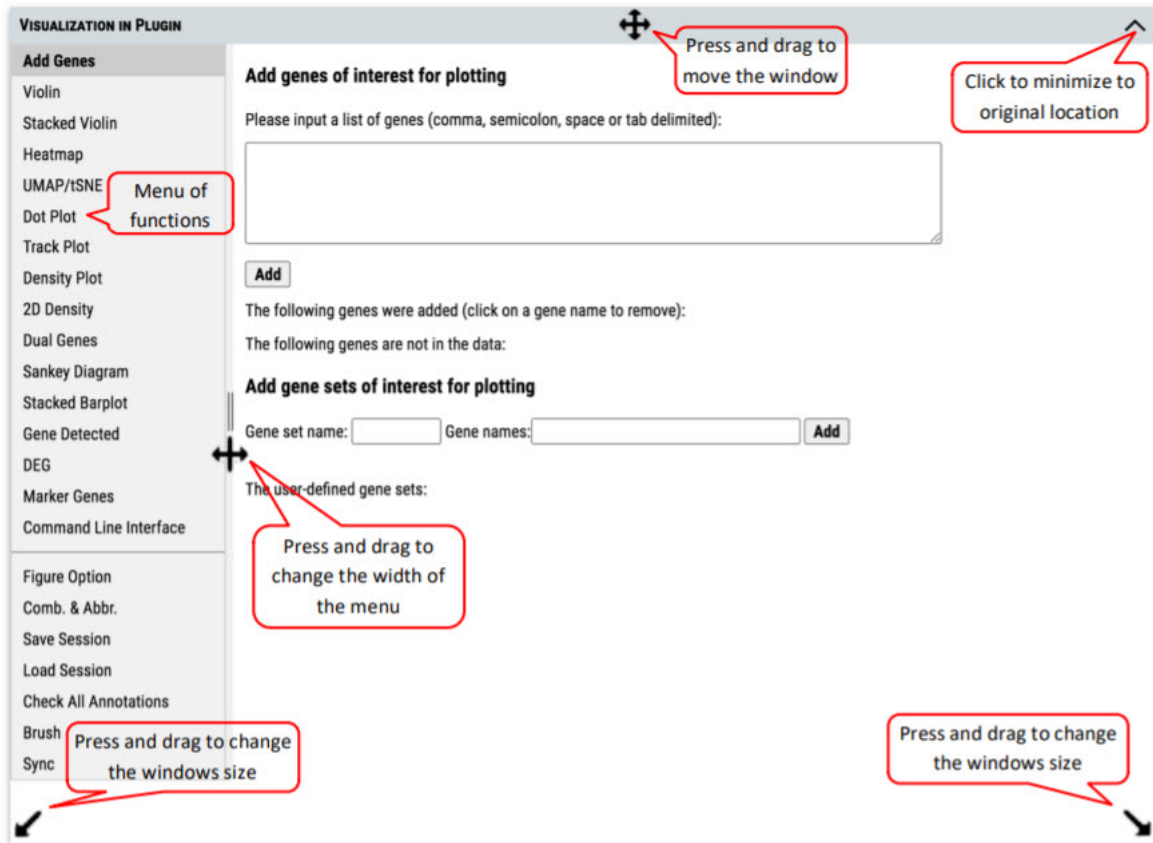 VISUALIZATION IN PLUGIN
Press and drag to
move the window
Click to minimize to
original location
Add Genes
Violin
Stacked Violin
Heatmap
UMAP/tSNE
Dot Plot
Track Plot
Density Plot
2D Density
Dual Genes
Sankey Diagram
Stacked Barplot
Gene Detected
DEG
Marker Genes
Command Line Interface
Menu of
functions
Figure Option
Comb. & Abbr.
Save Session
Load Session
Check All Annotations
Brush
Sync
Add genes of interest for plotting
Please input a list of genes (comma, semicolon, space or tab delimited):
Add
The following genes were added (click on a gene name to remove):
The following genes are not in the data:
Add gene sets of interest for plotting
Gene set name: Gene names: Add
The user-defined gene sets:
Press and drag to
change the width of
the menu
Press and drag to change
the windows size
Press and drag to change
the windows size